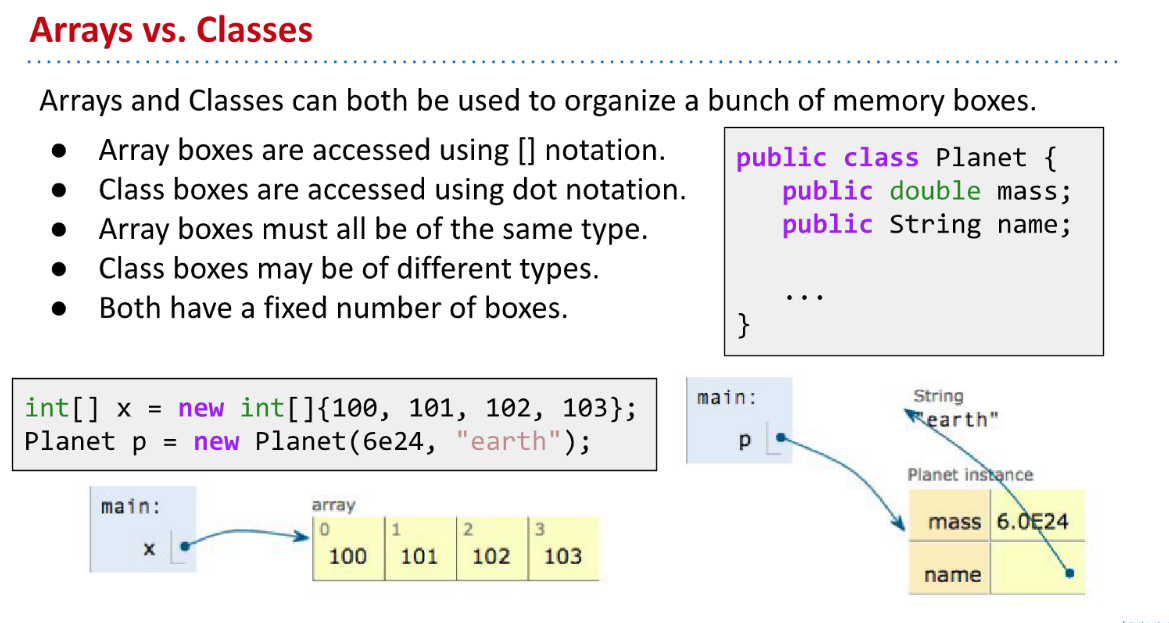 Arrays vs. Classes
Arrays and Classes can both be used to organize a bunch of memory boxes.
● Array boxes are accessed using [] notation.
● Class boxes are accessed using dot notation.
● Array boxes must all be of the same type.
● Class boxes may be of different types.
● Both have a fixed number of boxes.
public class Planet {
public double mass;
public String name;
...
}
int[] x = new int[]{100, 101, 102, 103};
Planet p = new Planet(6e24, "earth");
main:
x
array
0 1 2 3
100 101 102 103
main:
p
String
"earth"
Planet instance
mass 6.0E24
name